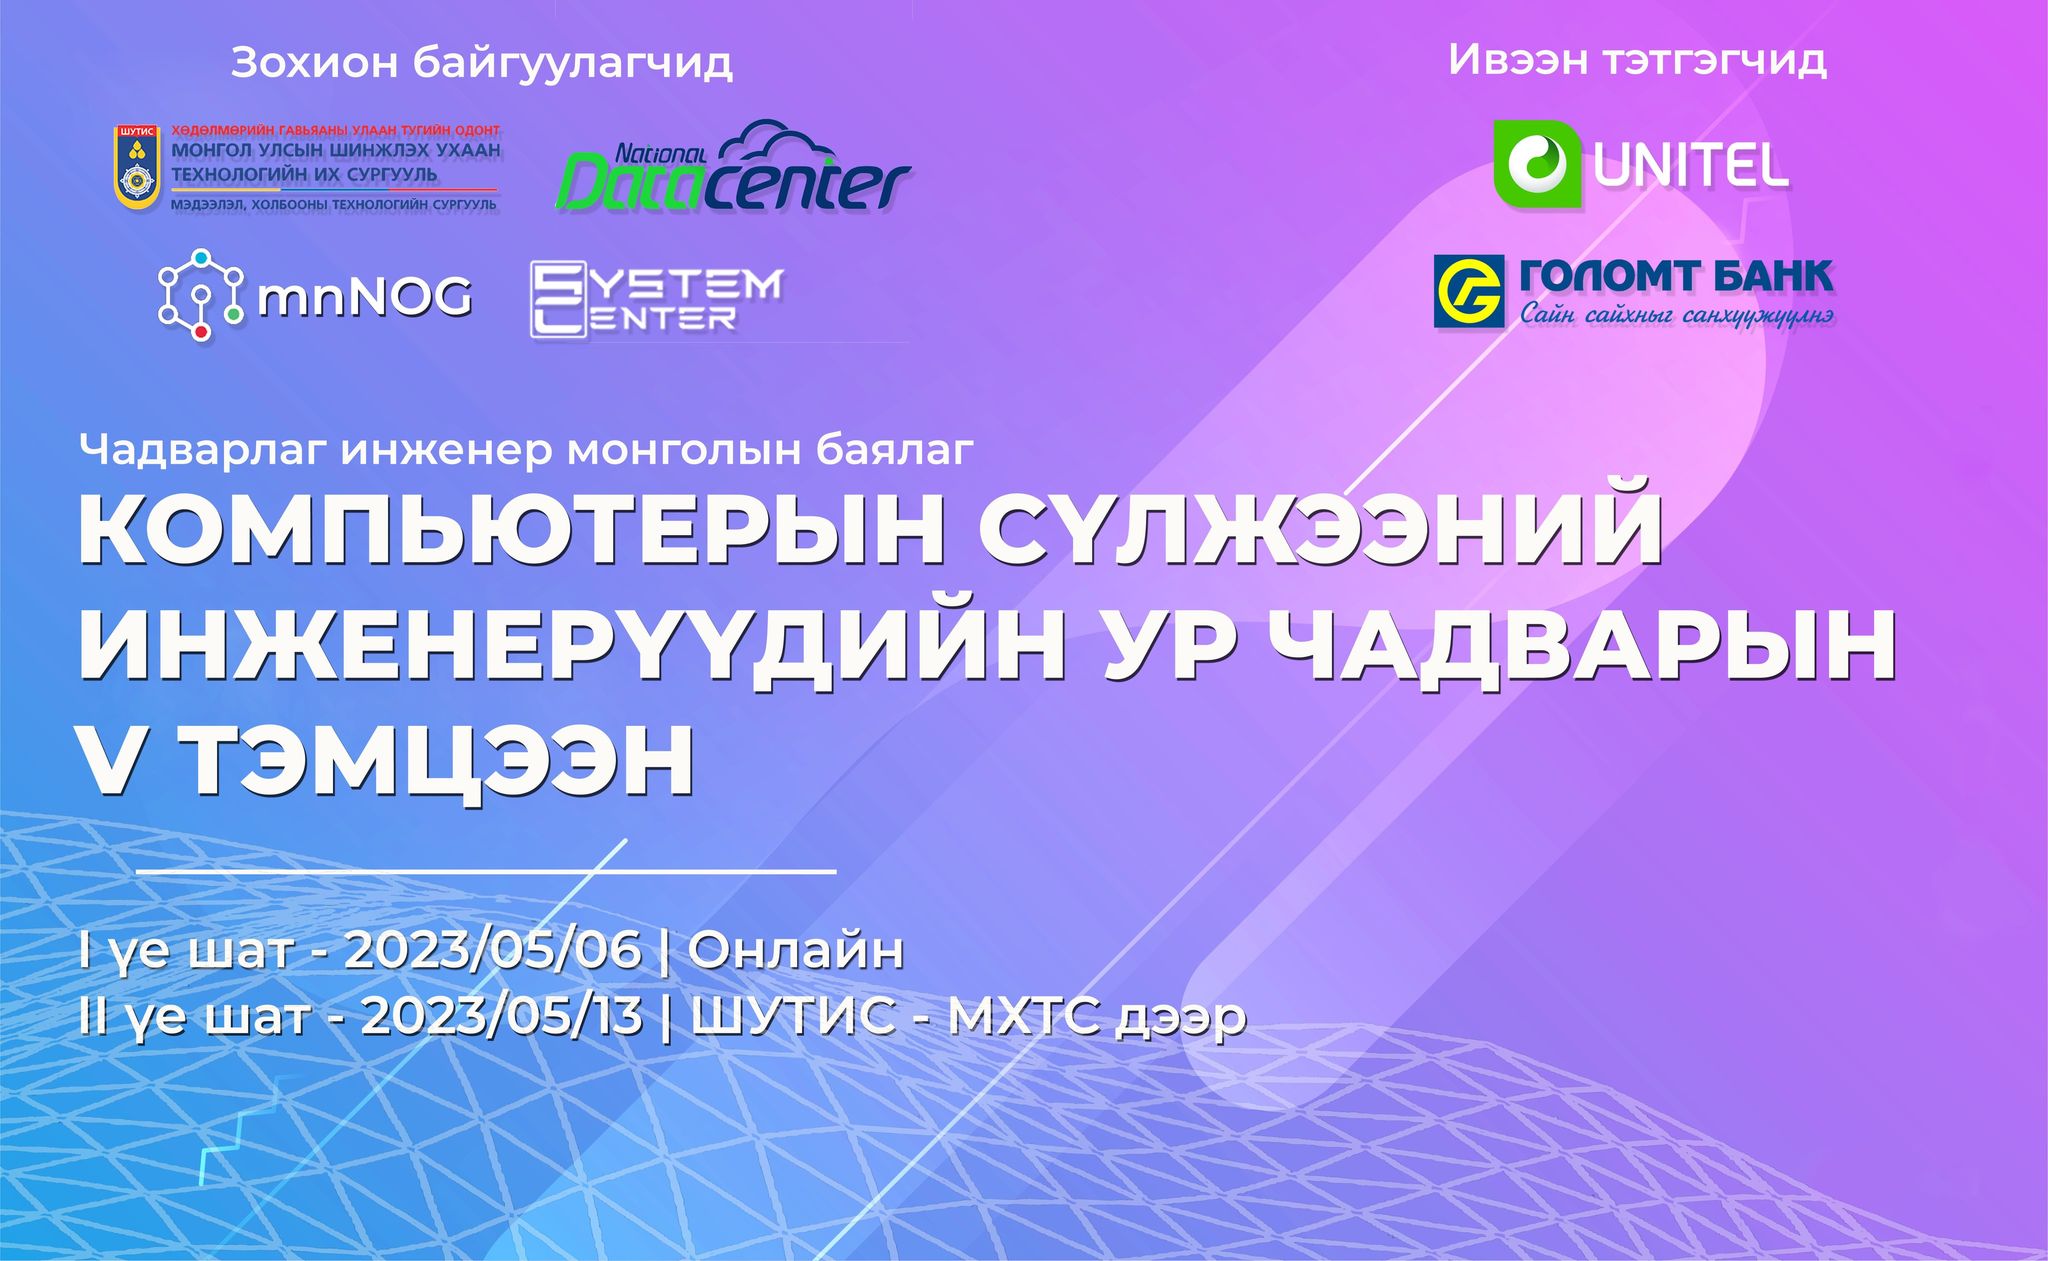 Зохион байгуулагчид
Ивээн тэтгэгчид
ШУТИС
ХӨДӨЛМӨРИЙН ГАВЬЯАНЫ УЛААН ТУГИЙН ОДОНТ
МОНГОЛ УЛСЫН ШИНЖЛЭХ УХААН
ТЕХНОЛОГИЙН ИХ СУРГУУЛЬ
МЭДЭЭЛЭЛ, ХОЛБООНЫ ТЕХНОЛОГИЙН СУРГУУЛЬ
National
Datacenter
UNITEL
mnNOG
SYSTEM
CENTER
ГОЛОМТ БАНК
Сайн сайхныг санхүүжүүлнэ
Чадварлаг инженер монголын баялаг
КОМПЬЮТЕРЫН СҮЛЖЭЭНИЙ
ИНЖЕНЕРҮҮДИЙН УР ЧАДВАРЫН
V ТЭМЦЭЭН
I үе шат - 2023/05/06 | Онлайн
II үе шат - 2023/05/13 | ШУТИС - МХТС дээр